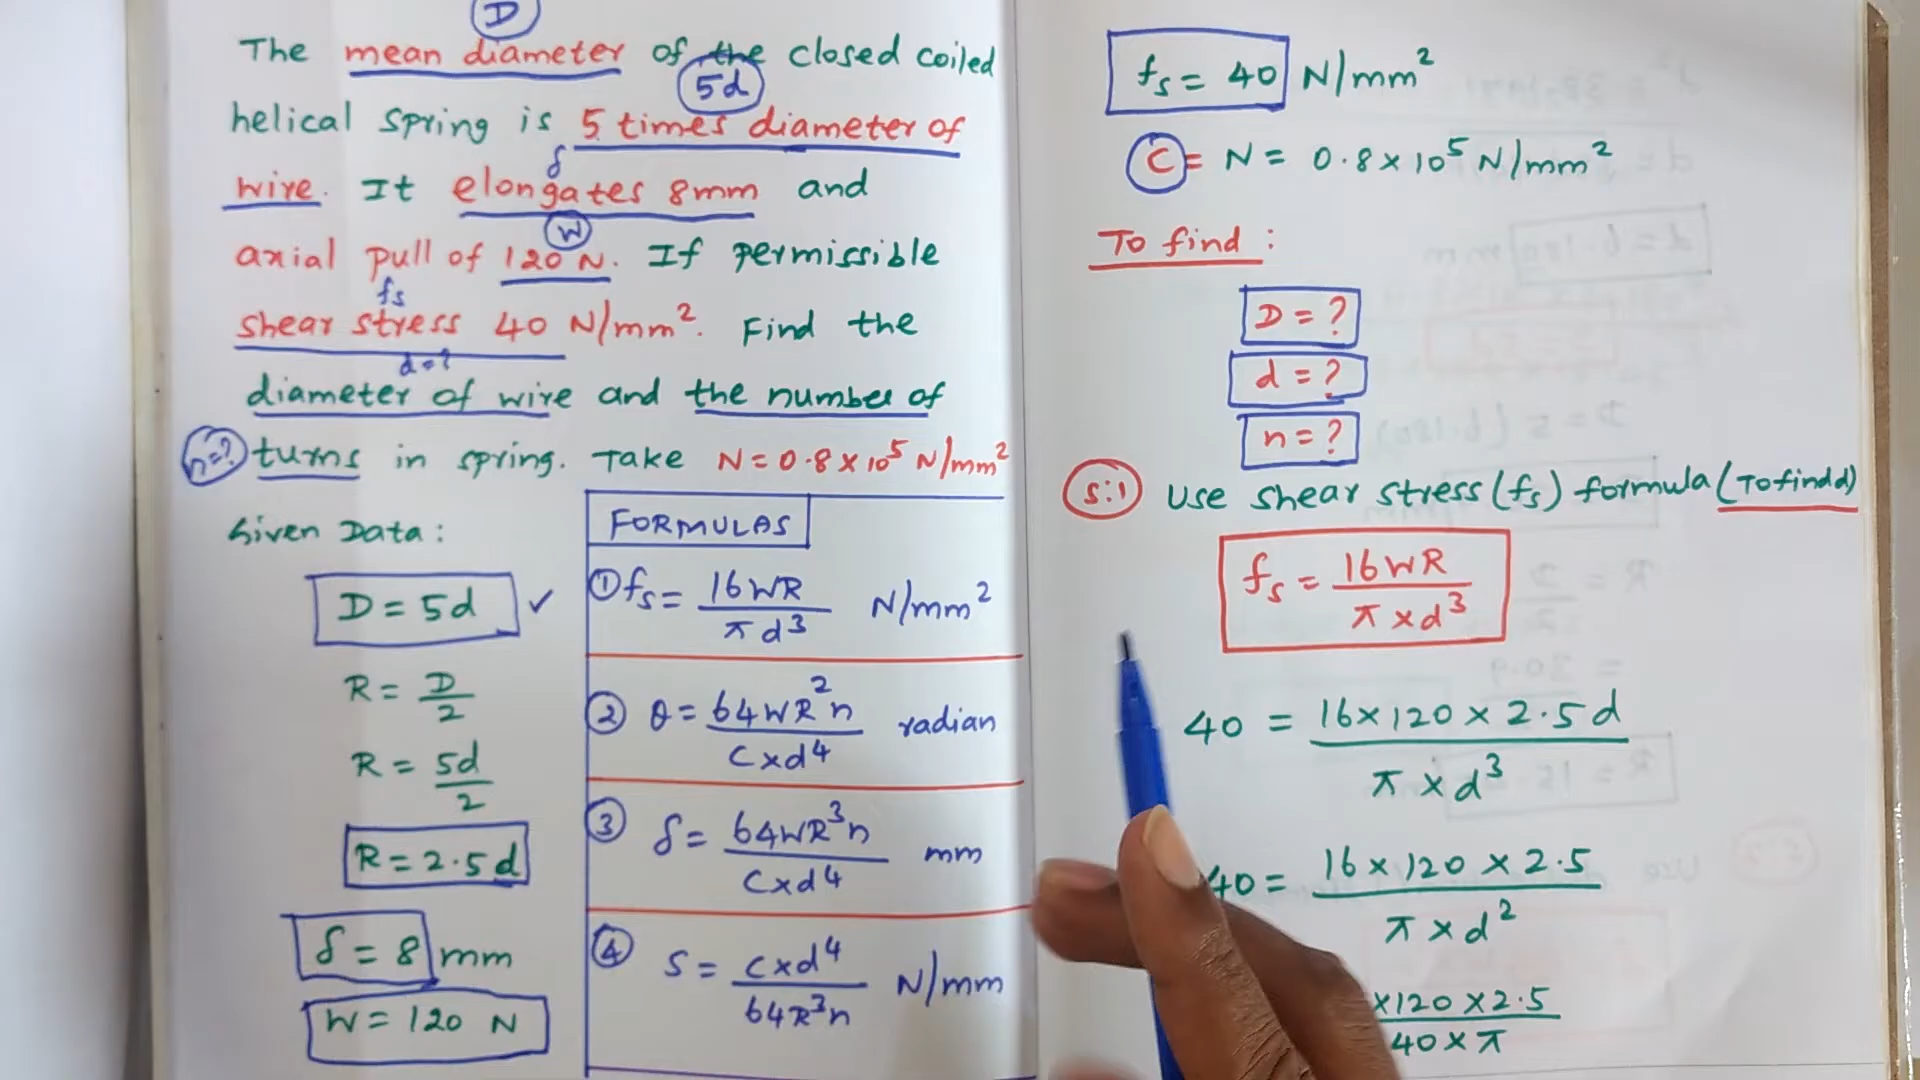 D
The mean diameter of the closed coiled
5d
helical spring is 5 times diameter of
δ
wire. It elongates 8mm and
W
axial pull of 120 N. If permissible
fs
shear stress 40 N/mm². Find the
d=?
diameter of wire and the number of
n=? turns in spring. Take N = 0.8 × 10⁵ N/mm²
Given Data:
D = 5d ✓
R = D/2
R = 5d/2
R = 2.5d
δ = 8 mm
W = 120 N
FORMULAS
① fs = 16WR/πd³ N/mm²
② θ = 64WR²n/C×d⁴ radian
③ δ = 64WR³n/C×d⁴ mm
④ S = C×d⁴/64R³n N/mm
fs = 40 N/mm²
C = N = 0.8 × 10⁵ N/mm²
To find:
D = ?
d = ?
n = ?
S:1 Use shear stress (fs) formula (To find d)
fs = 16WR/π×d³
40 = 16×120×2.5d/π×d³
40 = 16×120×2.5/π×d²
×120×2.5/40×π